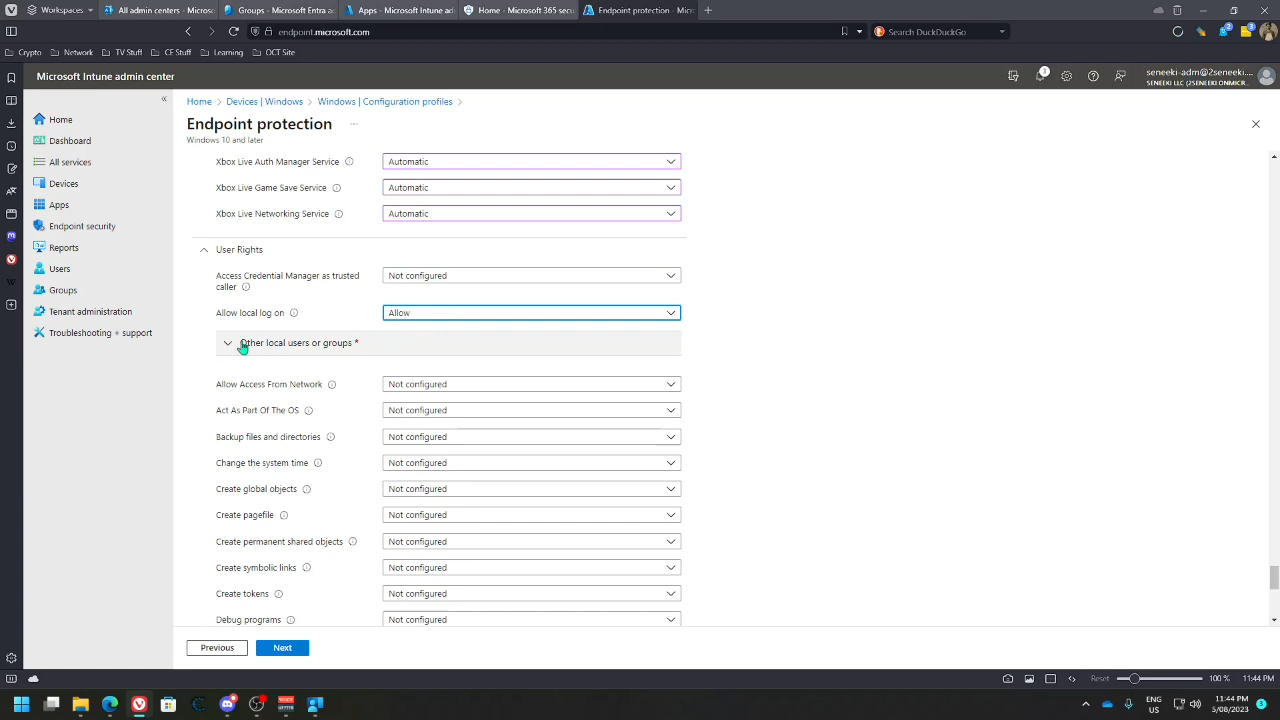 Workspaces
All admin centers - Micros
Groups - Microsoft Entra a
Apps - Microsoft Intune ad
Home - Microsoft 365 secu
Endpoint protection - Micr
endpoint.microsoft.com
Search DuckDuckGo
Crypto
Network
TV Stuff
CE Stuff
Learning
OCT Site
Microsoft Intune admin center
seneeki-adm@2seneeki....
SENEEKI LLC (2SENEEKI.ONMICR...
Home > Devices | Windows > Windows | Configuration profiles >
Endpoint protection ...
Windows 10 and later
Home
Dashboard
All services
Devices
Apps
Endpoint security
Reports
Users
Groups
Tenant administration
Troubleshooting + support
Xbox Live Auth Manager Service Automatic
Xbox Live Game Save Service Automatic
Xbox Live Networking Service Automatic
User Rights
Access Credential Manager as trusted
caller Not configured
Allow local log on Allow
Other local users or groups *
Allow Access From Network Not configured
Act As Part Of The OS Not configured
Backup files and directories Not configured
Change the system time Not configured
Create global objects Not configured
Create pagefile Not configured
Create permanent shared objects Not configured
Create symbolic links Not configured
Create tokens Not configured
Debug programs Not configured
Previous
Next
Reset
100 %
11:44 PM
ENG
US
11:44 PM
5/08/2023